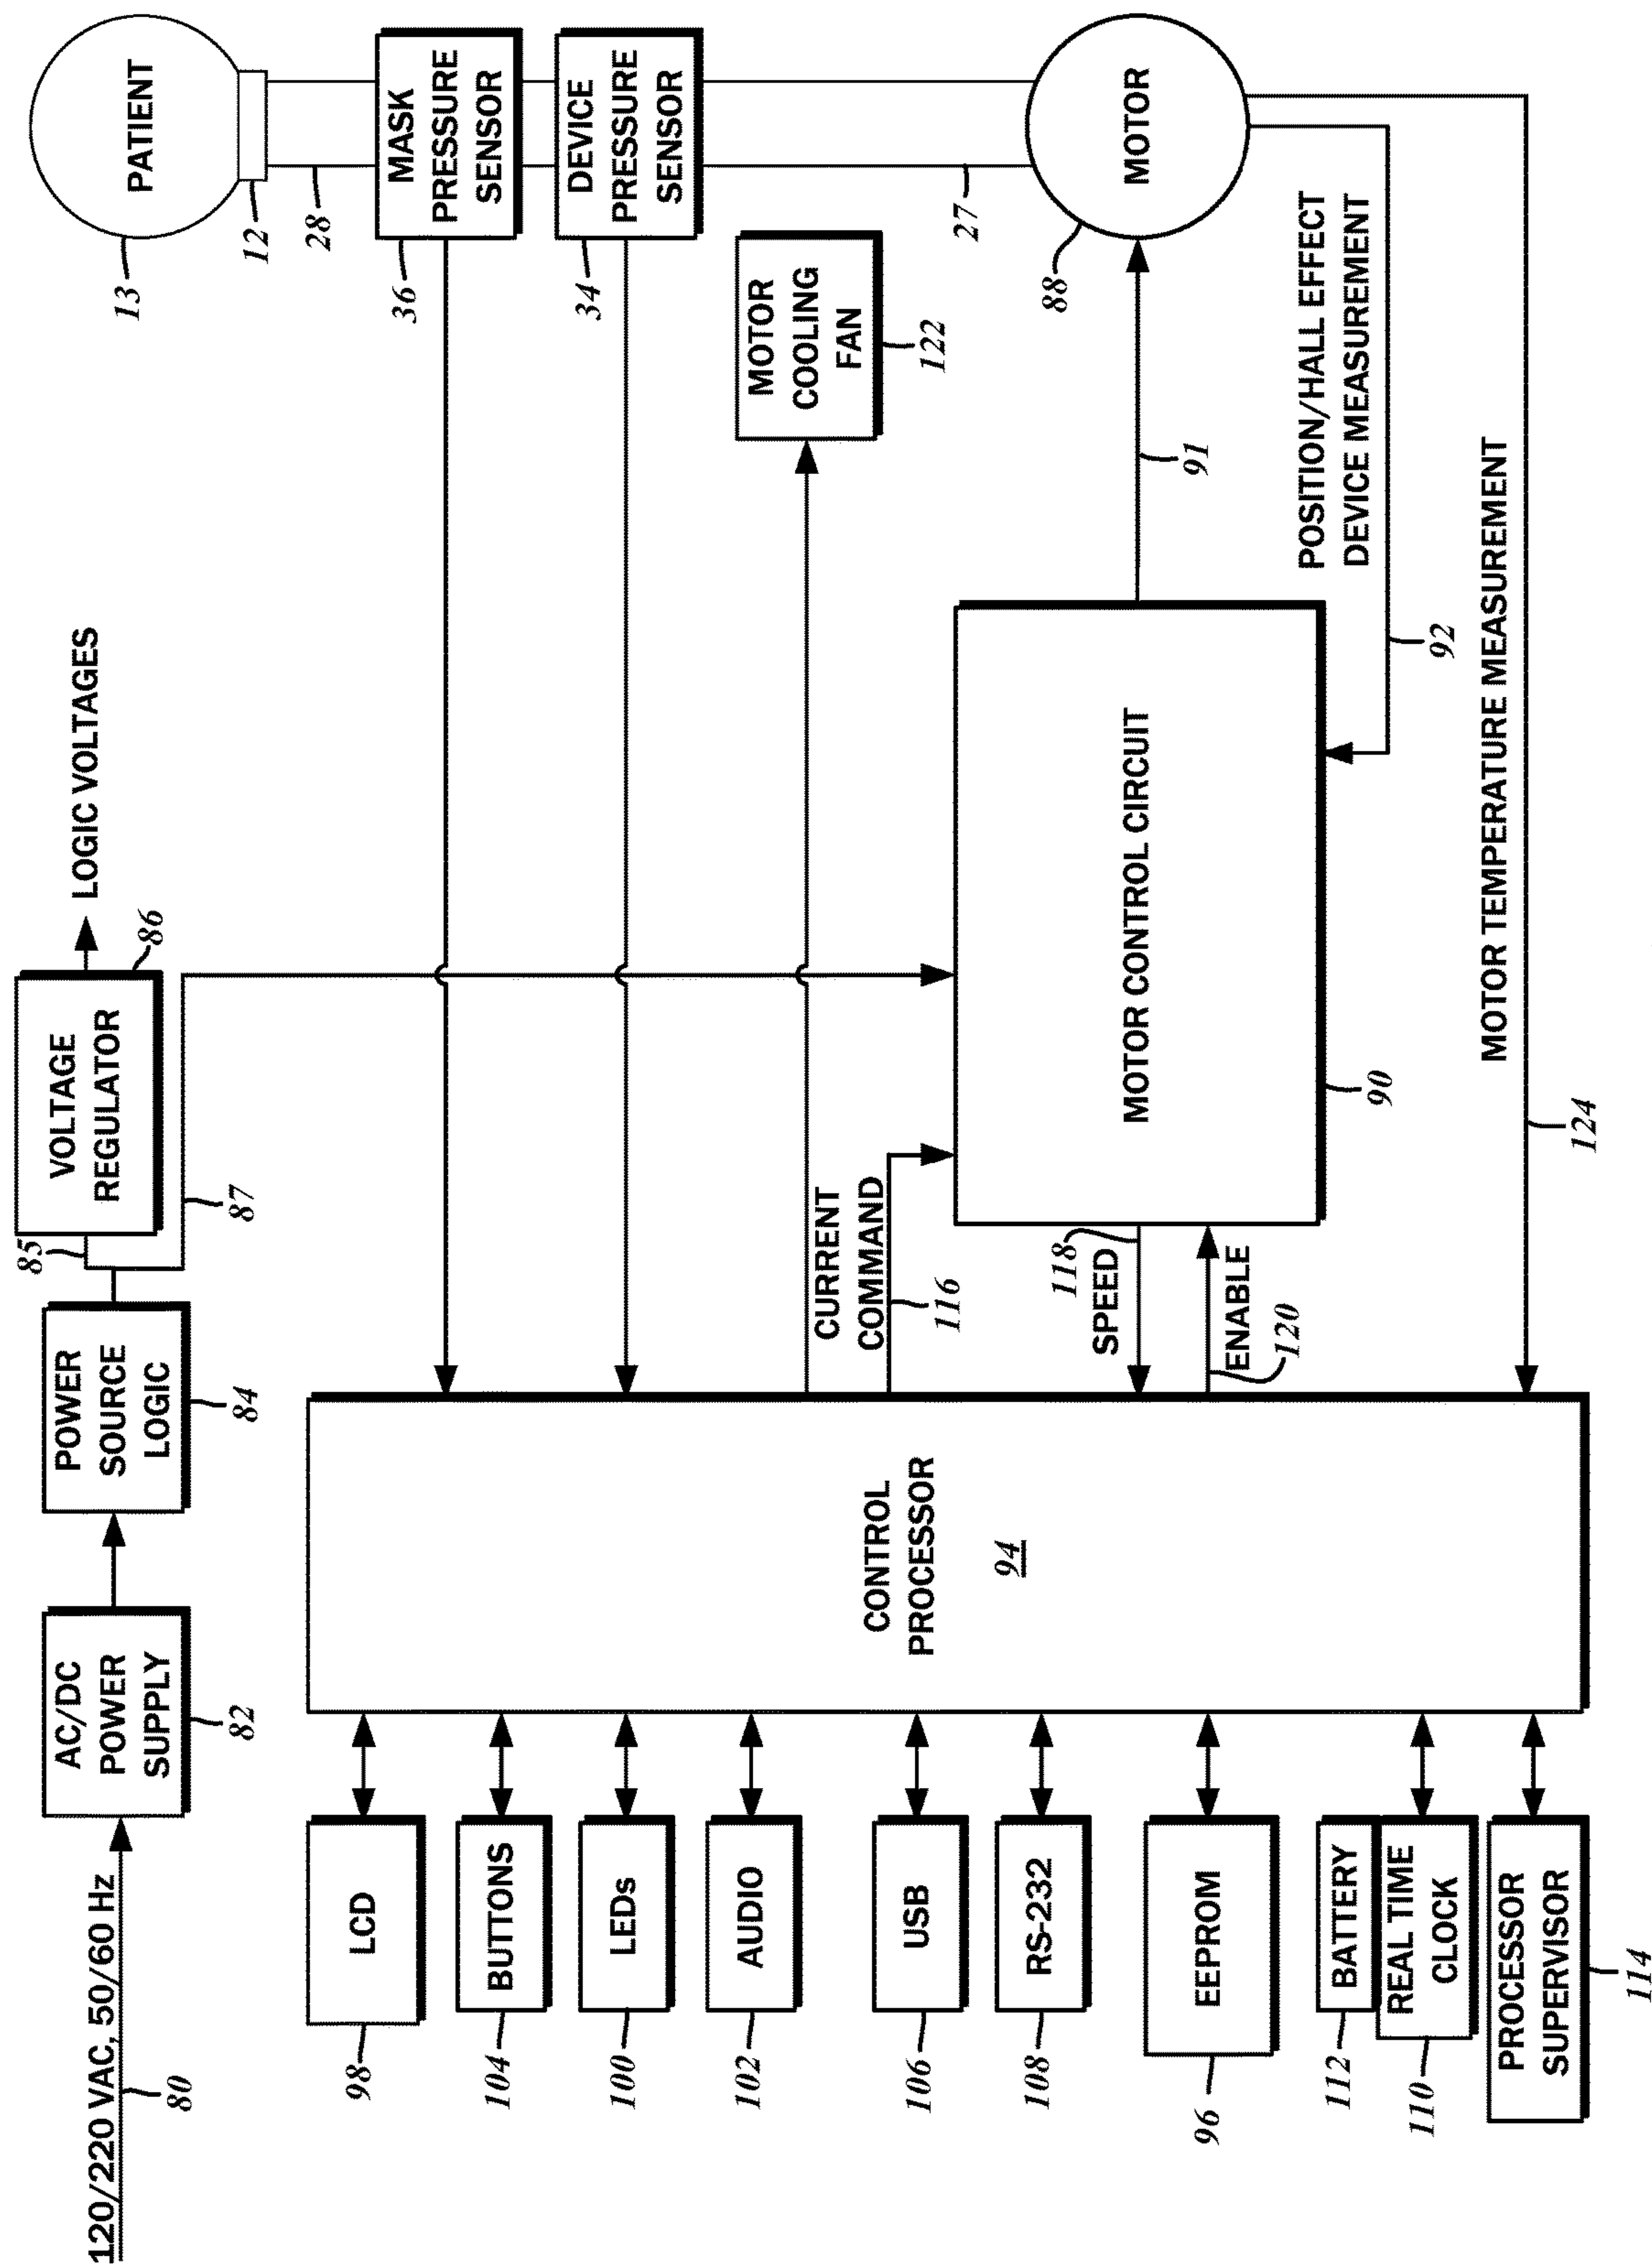 120/220 VAC, 50/60 Hz
80
AC/DC
POWER
SUPPLY
82
POWER
SOURCE
LOGIC
84
85
87
VOLTAGE
REGULATOR
86
LOGIC VOLTAGES
PATIENT
13
12
28
MASK
PRESSURE
SENSOR
36
DEVICE
PRESSURE
SENSOR
34
MOTOR
COOLING
FAN
122
27
MOTOR
88
91
POSITION/HALL EFFECT
DEVICE MEASUREMENT
92
MOTOR TEMPERATURE MEASUREMENT
124
MOTOR CONTROL CIRCUIT
90
CURRENT
COMMAND
116
118
SPEED
ENABLE
120
CONTROL
PROCESSOR
94
LCD
98
BUTTONS
104
LEDs
100
AUDIO
102
USB
106
RS-232
108
EEPROM
96
BATTERY
112
REAL TIME
CLOCK
110
PROCESSOR
SUPERVISOR
114